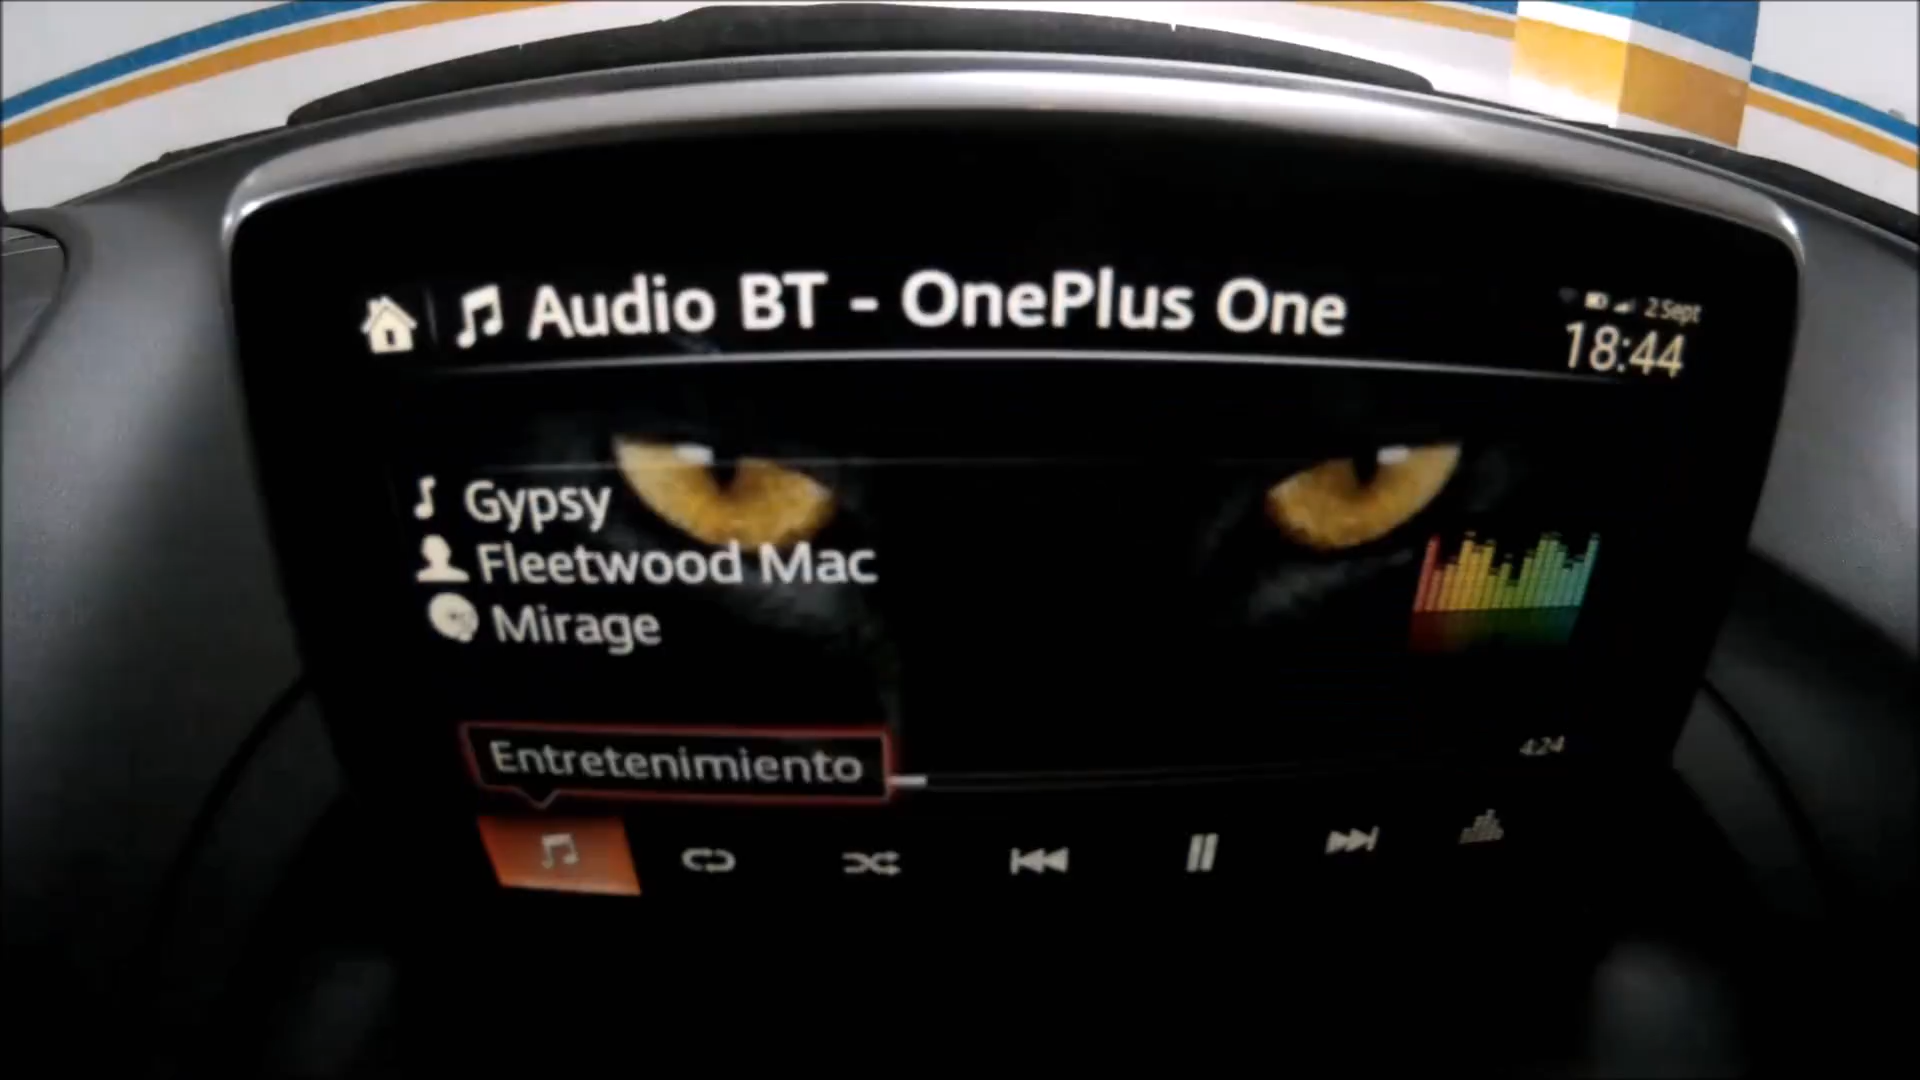 Audio BT - OnePlus One
2 Sept
18:44
Gypsy
Fleetwood Mac
Mirage
Entretenimiento
4:24